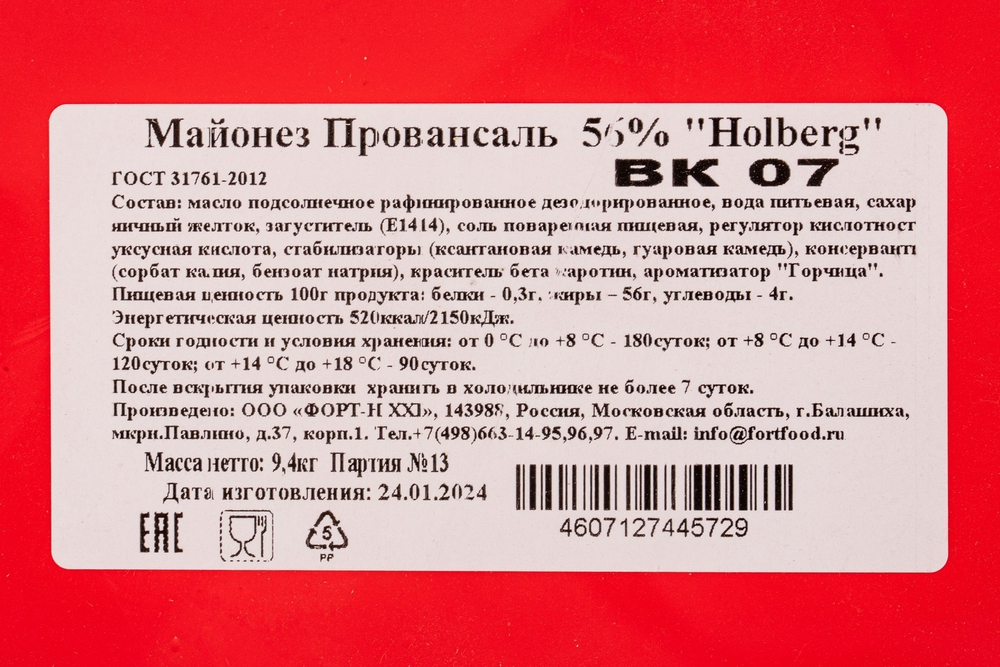 Майонез Провансаль 56% "Holberg"
ВК 07
ГОСТ 31761-2012
Состав: масло подсолнечное рафинированное дезодорированное, вода питьевая, сахар
яичный желток, загуститель (Е1414), соль поваренная пищевая, регулятор кислотност
уксусная кислота, стабилизаторы (ксантановая камедь, гуаровая камедь), консервант
(сорбат калия, бензоат натрия), краситель бета каротин, ароматизатор "Горчица".
Пищевая ценность 100г продукта: белки - 0,3г. жиры – 56г, углеводы - 4г.
Энергетическая ценность 520ккал/2150кДж.
Сроки годности и условия хранения: от 0 °С до +8 °С - 180суток; от +8 °С до +14 °С -
120суток; от +14 °С до +18 °С - 90суток.
После вскрытия упаковки хранить в холодильнике не более 7 суток.
Произведено: ООО «ФОРТ-Н XXI», 143988, Россия, Московская область, г.Балашиха,
мкрн.Павлино, д.37, корп.1. Тел.+7(498)663-14-95,96,97. E-mail: info@fortfood.ru
Масса нетто: 9,4кг Партия №13
Дата изготовления: 24.01.2024
4607127445729
EAC
5
PP